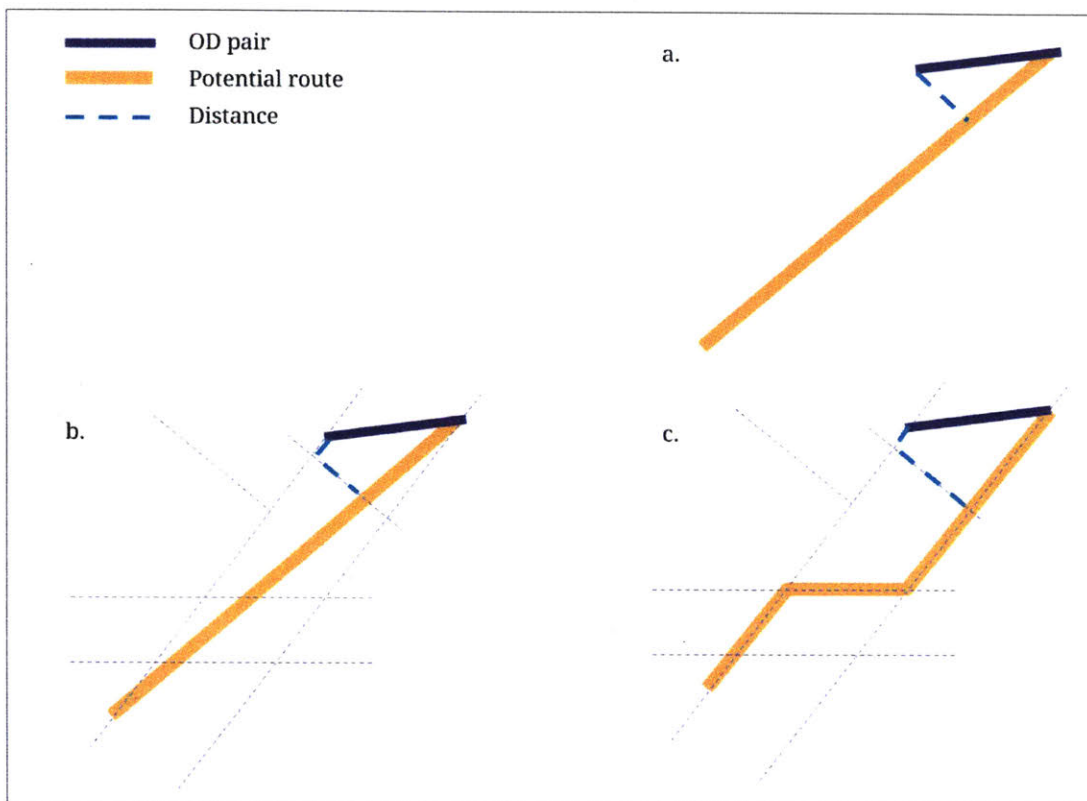 OD pair
Potential route
Distance
a.
b.
c.